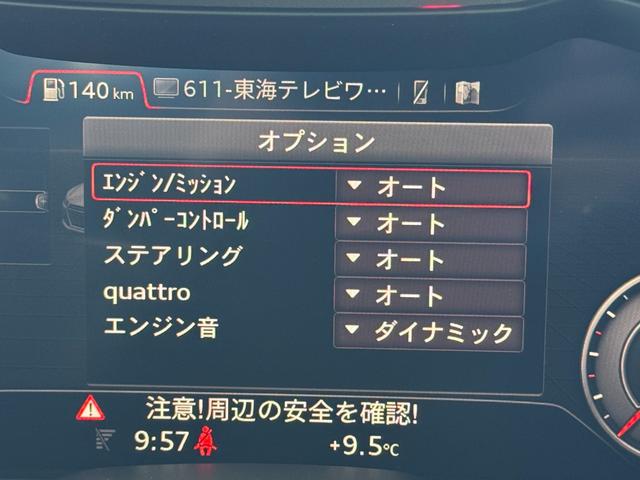 140 km 611-東海テレビワ…
オプション
ｴﾝｼﾞﾝ/ﾐｯｼｮﾝ オート
ﾀﾞﾝﾊﾟｰｺﾝﾄﾛｰﾙ オート
ステアリング オート
quattro オート
エンジン音 ダイナミック
注意!周辺の安全を確認!
9:57 +9.5°C